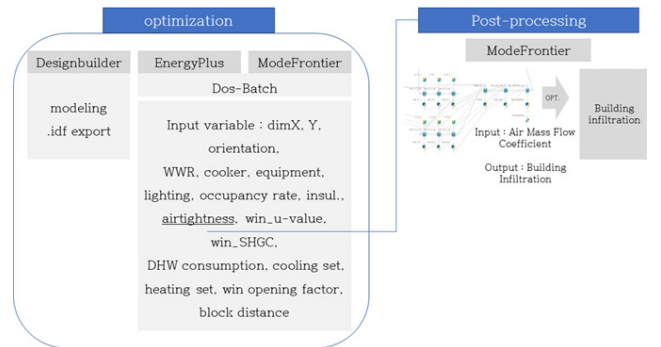 optimization
Designbuilder
EnergyPlus
ModeFrontier
Dos-Batch
modeling
.idf export
Input variable : dimX, Y,
orientation,
WWR, cooker, equipment,
lighting, occupancy rate, insul.,
airtightness, win_u-value,
win_SHGC,
DHW consumption, cooling set,
heating set, win opening factor,
block distance
Post-processing
ModeFrontier
OPT.
Input : Air Mass Flow
Coefficient
Output : Building
Infiltration
Building
infiltration